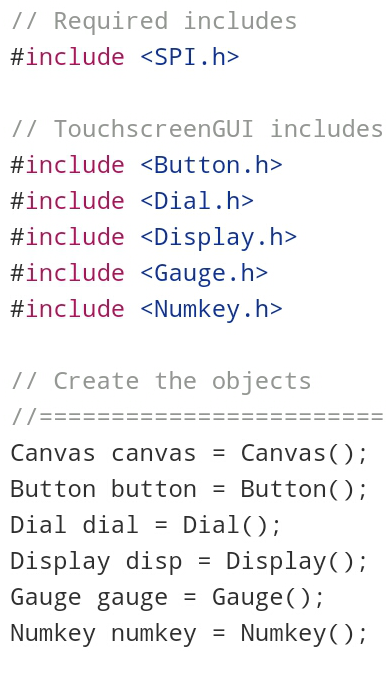 // Required includes
#include <SPI.h>
// TouchscreenGUI includes
#include <Button.h>
#include <Dial.h>
#include <Display.h>
#include <Gauge.h>
#include <Numkey.h>
// Create the objects
//========================
Canvas canvas = Canvas();
Button button = Button();
Dial dial = Dial();
Display disp = Display();
Gauge gauge = Gauge();
Numkey numkey = Numkey();